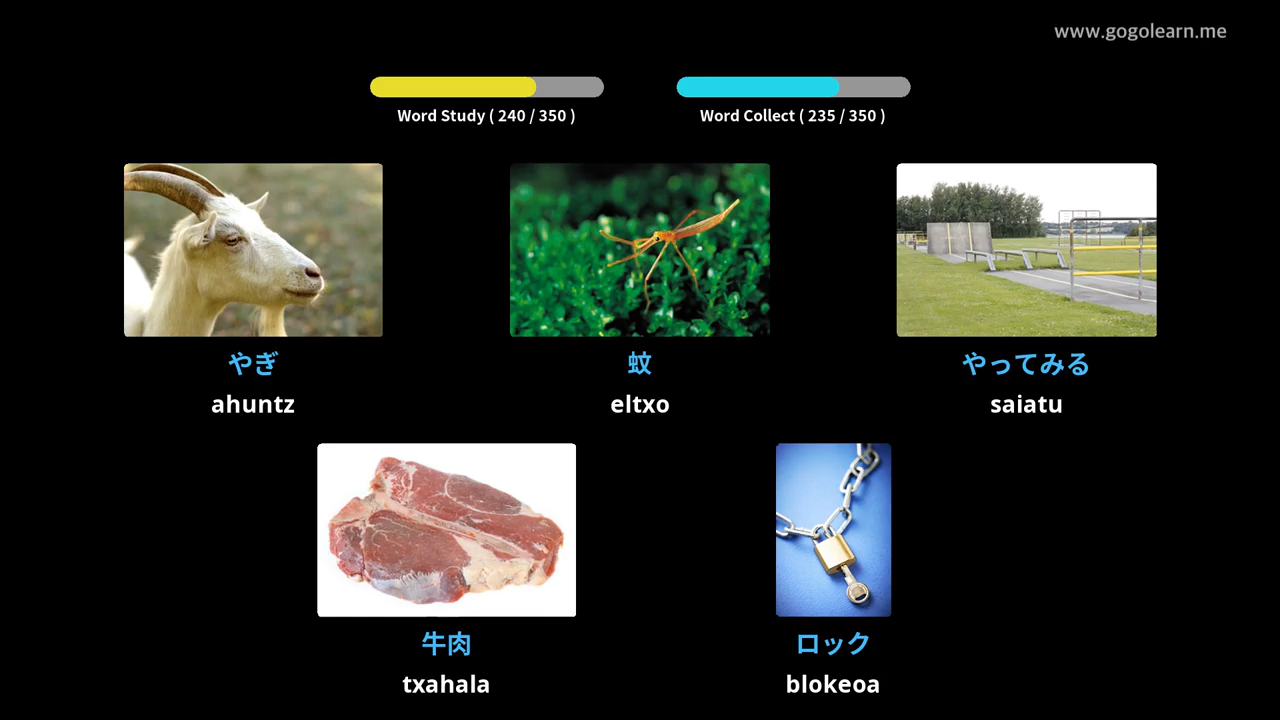 www.gogolearn.me
Word Study ( 240 / 350 )
Word Collect ( 235 / 350 )
やぎ
ahuntz
蚊
eltxo
やってみる
saiatu
牛肉
txahala
ロック
blokeoa